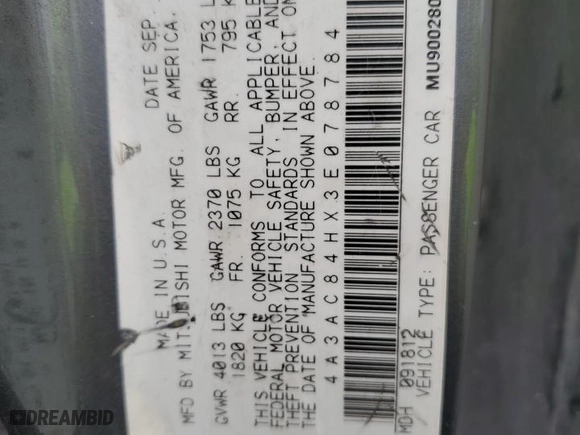 MADE IN U.S.A. DATE SEP
MFD BY MITSUBISHI MOTOR MFG. OF AMERICA.
GVWR 4013 LBS GAWR 2370 LBS GAWR 1753 L
1820 KG FR. 1075 KG RR. 795 K
THIS VEHICLE CONFORMS TO ALL APPLICABLE
FEDERAL MOTOR VEHICLE SAFETY, BUMPER, AND
THEFT PREVENTION STANDARDS IN EFFECT ON
THE DATE OF MANUFACTURE SHOWN ABOVE.
4A3AC84HX3E078784
MDH 091812 MU900280
VEHICLE TYPE: PASSENGER CAR
DREAMBID